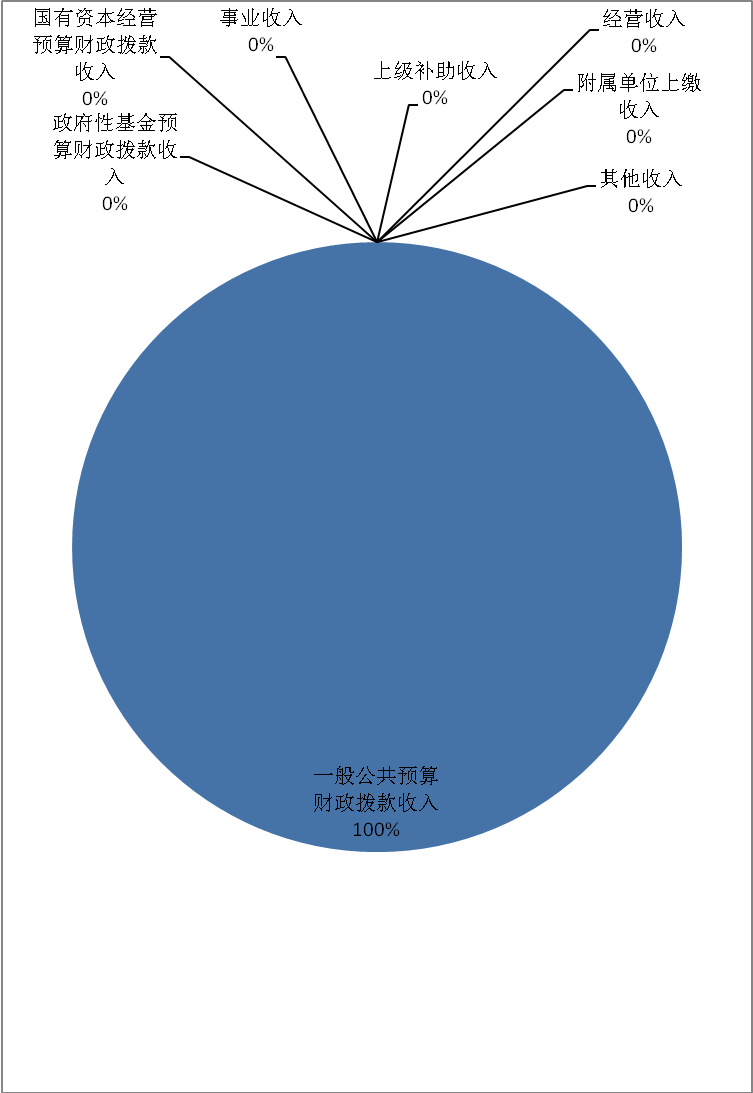 国有资本经营
预算财政拨款
收入
0%
政府性基金预
算财政拨款收
入
0%
事业收入
0%
上级补助收入
0%
经营收入
0%
附属单位上缴
收入
0%
其他收入
0%
一般公共预算
财政拨款收入
100%